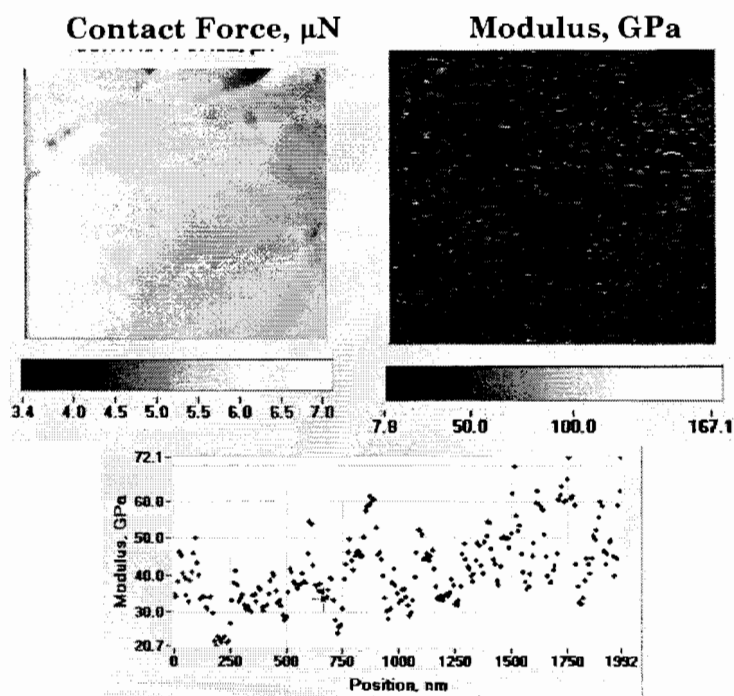 Contact Force, μN
Modulus, GPa
3.4 4.0 4.5 5.0 5.5 6.0 6.5 7.0
7.8 50.0 100.0 167.1
72.1
60.0
50.0
40.0
30.0
20.7
Modulus, GPa
0 250 500 750 1000 1250 1500 1750 1992
Position, nm